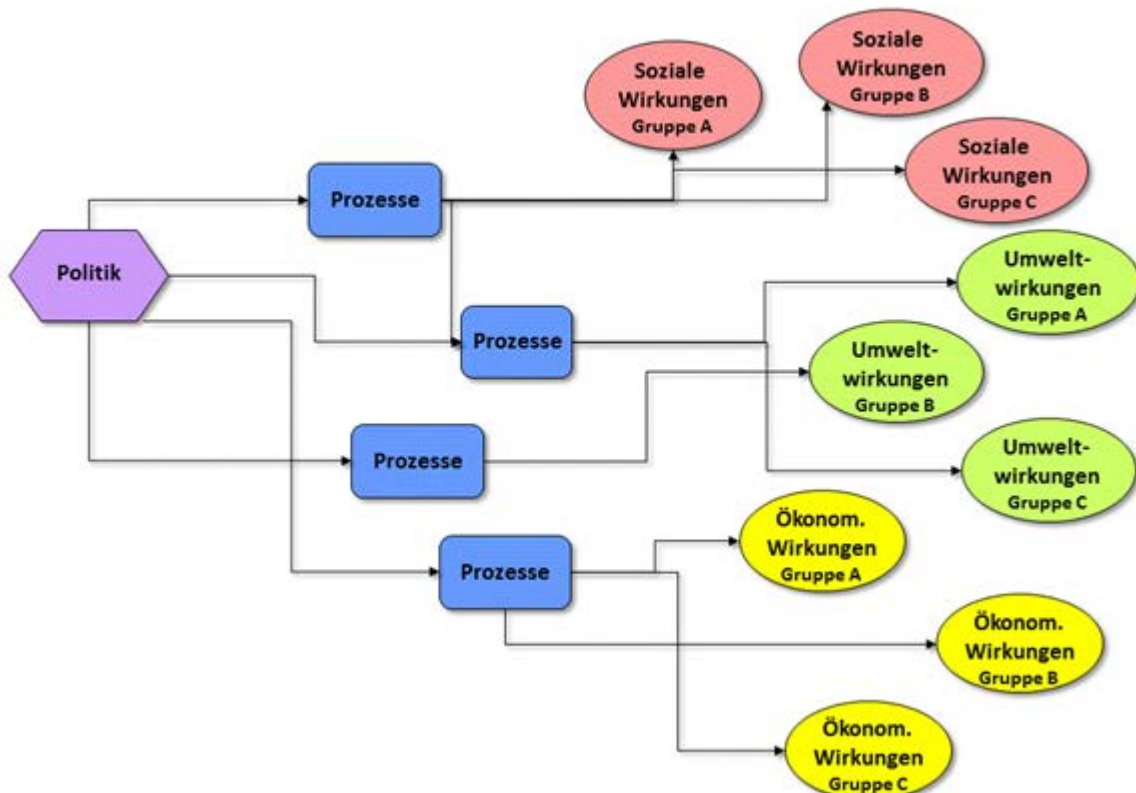 Soziale
Wirkungen
Gruppe A
Soziale
Wirkungen
Gruppe B
Soziale
Wirkungen
Gruppe C
Prozesse
Politik
Umwelt-
wirkungen
Gruppe A
Prozesse
Umwelt-
wirkungen
Gruppe B
Prozesse
Umwelt-
wirkungen
Gruppe C
Ökonom.
Wirkungen
Gruppe A
Prozesse
Ökonom.
Wirkungen
Gruppe B
Ökonom.
Wirkungen
Gruppe C